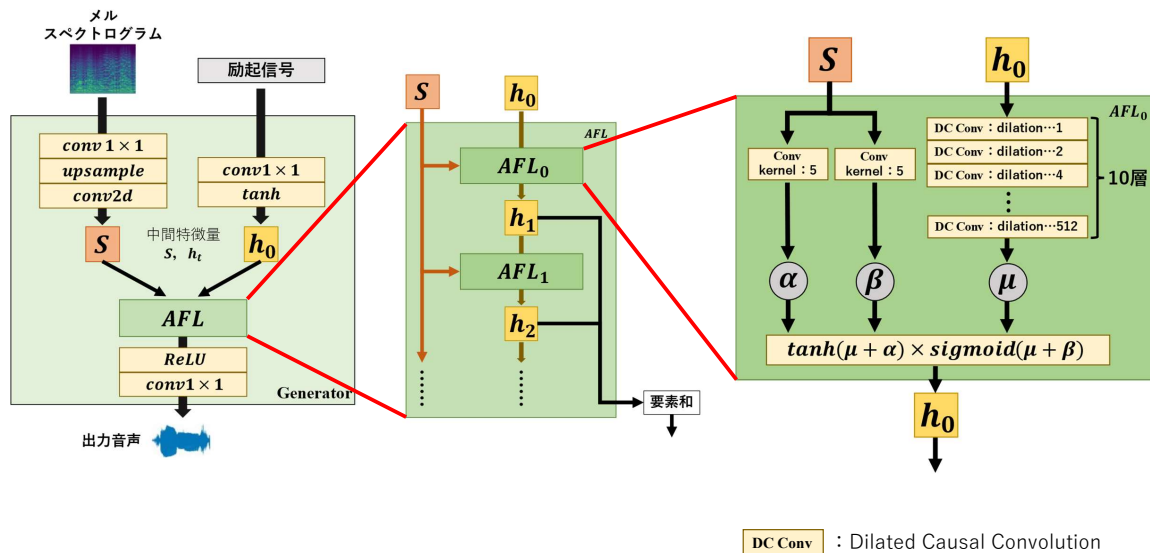 メル
スペクトログラム
励起信号
conv 1 × 1
upsample
conv2d
conv1 × 1
tanh
S
中間特徴量
S, h_t
h_0
AFL
ReLU
conv1 × 1
Generator
出力音声
S
h_0
AFL
AFL_0
h_1
AFL_1
h_2
……
……
要素和
S
h_0
AFL_0
Conv
kernel：5
Conv
kernel：5
DC Conv：dilation…1
DC Conv：dilation…2
DC Conv：dilation…4
⋮
DC Conv：dilation…512
10層
α
β
μ
tanh(μ + α) × sigmoid(μ + β)
h_0
DC Conv：Dilated Causal Convolution